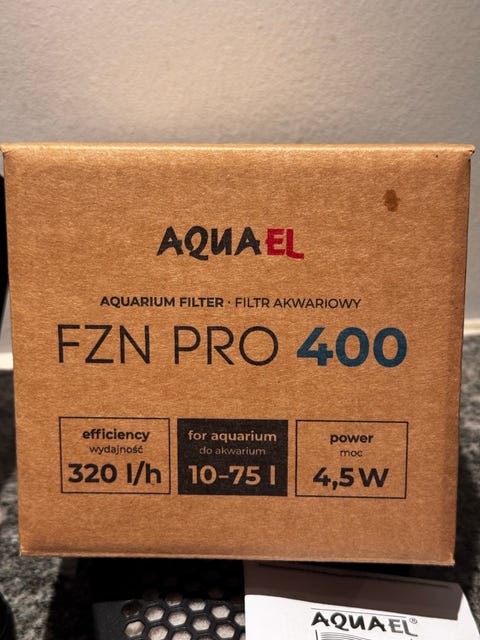 AQUAEL
AQUARIUM FILTER · FILTR AKWARIOWY
FZN PRO 400
efficiency
wydajność
320 l/h
for aquarium
do akwarium
10-75 l
power
moc
4,5 W
AQUAEL®